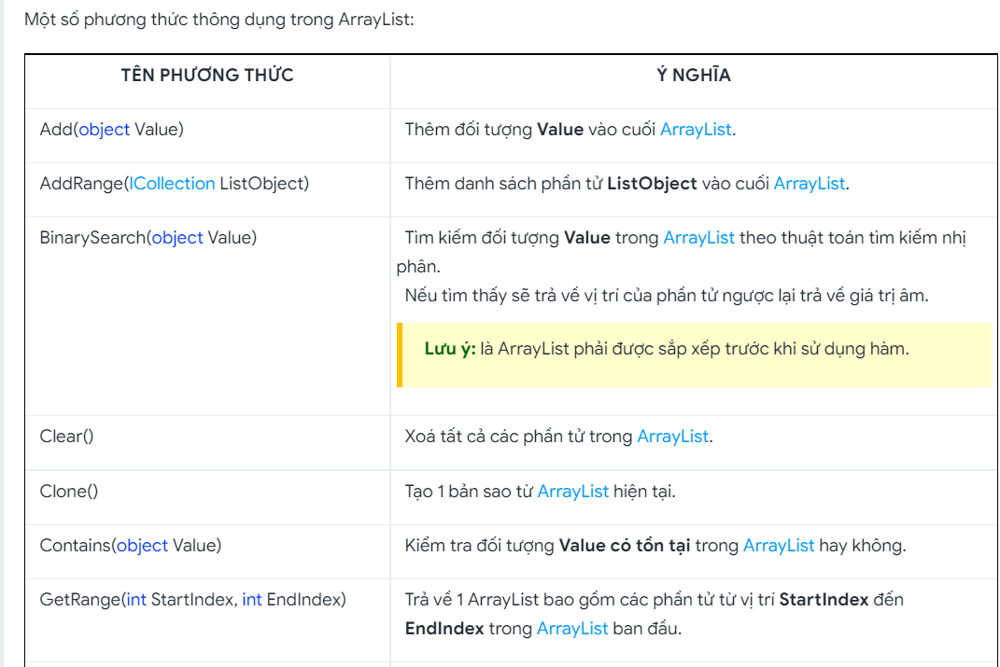 Một số phương thức thông dụng trong ArrayList:
TÊN PHƯƠNG THỨC
Ý NGHĨA
Add(object Value)
Thêm đối tượng Value vào cuối ArrayList.
AddRange(ICollection ListObject)
Thêm danh sách phần tử ListObject vào cuối ArrayList.
BinarySearch(object Value)
Tìm kiếm đối tượng Value trong ArrayList theo thuật toán tìm kiếm nhị
phân.
Nếu tìm thấy sẽ trả về vị trí của phần tử ngược lại trả về giá trị âm.
Lưu ý: là ArrayList phải được sắp xếp trước khi sử dụng hàm.
Clear()
Xoá tất cả các phần tử trong ArrayList.
Clone()
Tạo 1 bản sao từ ArrayList hiện tại.
Contains(object Value)
Kiểm tra đối tượng Value có tồn tại trong ArrayList hay không.
GetRange(int StartIndex, int EndIndex)
Trả về 1 ArrayList bao gồm các phần tử từ vị trí StartIndex đến
EndIndex trong ArrayList ban đầu.